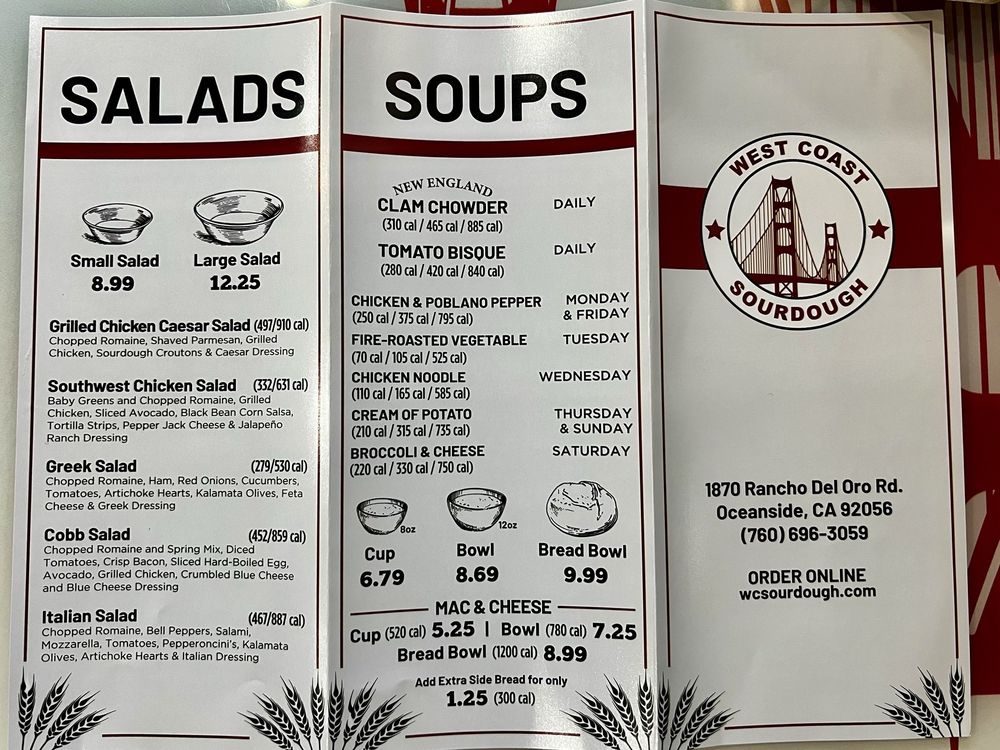 SALADS
Small Salad
8.99
Large Salad
12.25
Grilled Chicken Caesar Salad (497/910 cal)
Chopped Romaine, Shaved Parmesan, Grilled
Chicken, Sourdough Croutons & Caesar Dressing
Southwest Chicken Salad (332/631 cal)
Baby Greens and Chopped Romaine, Grilled
Chicken, Sliced Avocado, Black Bean Corn Salsa,
Tortilla Strips, Pepper Jack Cheese & Jalapeño
Ranch Dressing
Greek Salad (279/530 cal)
Chopped Romaine, Ham, Red Onions, Cucumbers,
Tomatoes, Artichoke Hearts, Kalamata Olives, Feta
Cheese & Greek Dressing
Cobb Salad (452/859 cal)
Chopped Romaine and Spring Mix, Diced
Tomatoes, Crisp Bacon, Sliced Hard-Boiled Egg,
Avocado, Grilled Chicken, Crumbled Blue Cheese
and Blue Cheese Dressing
Italian Salad (467/887 cal)
Chopped Romaine, Bell Peppers, Salami,
Mozzarella, Tomatoes, Pepperoncini's, Kalamata
Olives, Artichoke Hearts & Italian Dressing
SOUPS
NEW ENGLAND
CLAM CHOWDER DAILY
(310 cal / 465 cal / 885 cal)
TOMATO BISQUE DAILY
(280 cal / 420 cal / 840 cal)
CHICKEN & POBLANO PEPPER MONDAY
(250 cal / 375 cal / 795 cal) & FRIDAY
FIRE-ROASTED VEGETABLE TUESDAY
(70 cal / 105 cal / 525 cal)
CHICKEN NOODLE WEDNESDAY
(110 cal / 165 cal / 585 cal)
CREAM OF POTATO THURSDAY
(210 cal / 315 cal / 735 cal) & SUNDAY
BROCCOLI & CHEESE SATURDAY
(220 cal / 330 cal / 750 cal)
8oz
12oz
Cup
6.79
Bowl
8.69
Bread Bowl
9.99
MAC & CHEESE
Cup (520 cal) 5.25 | Bowl (780 cal) 7.25
Bread Bowl (1200 cal) 8.99
Add Extra Side Bread for only
1.25 (300 cal)
WEST COAST
SOURDOUGH
1870 Rancho Del Oro Rd.
Oceanside, CA 92056
(760) 696-3059
ORDER ONLINE
wcsourdough.com